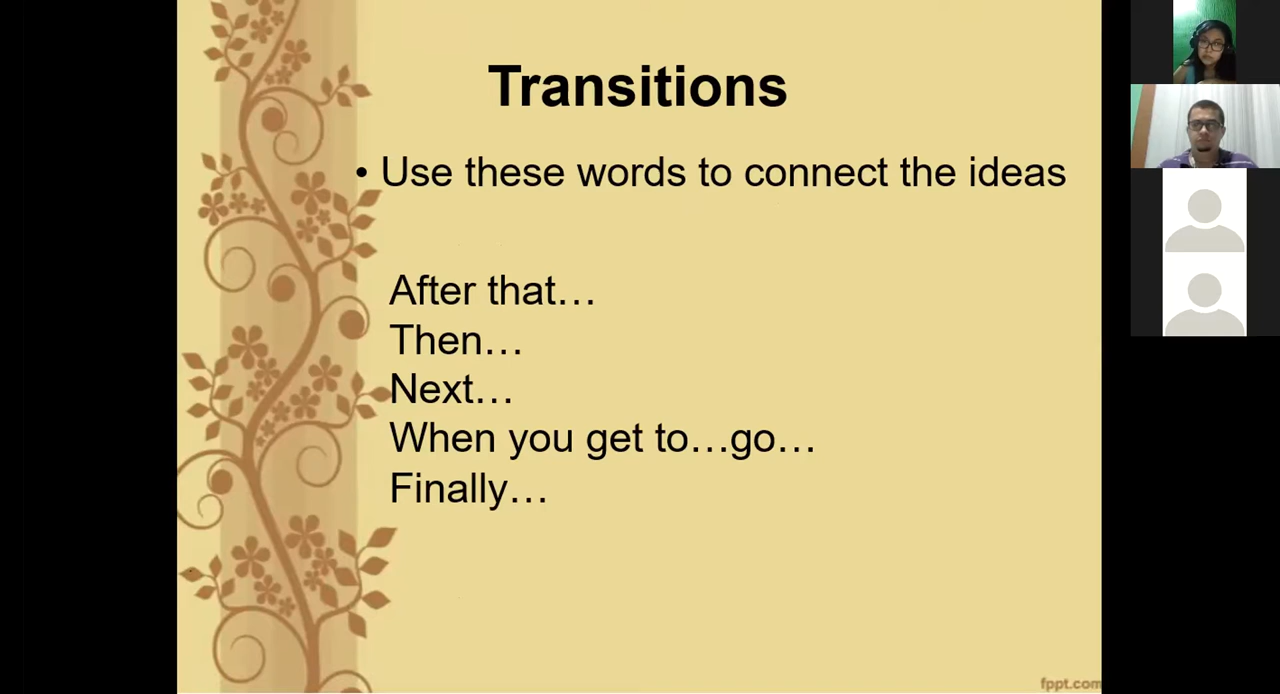 Transitions
• Use these words to connect the ideas
After that…
Then…
Next…
When you get to…go…
Finally…
fppt.com